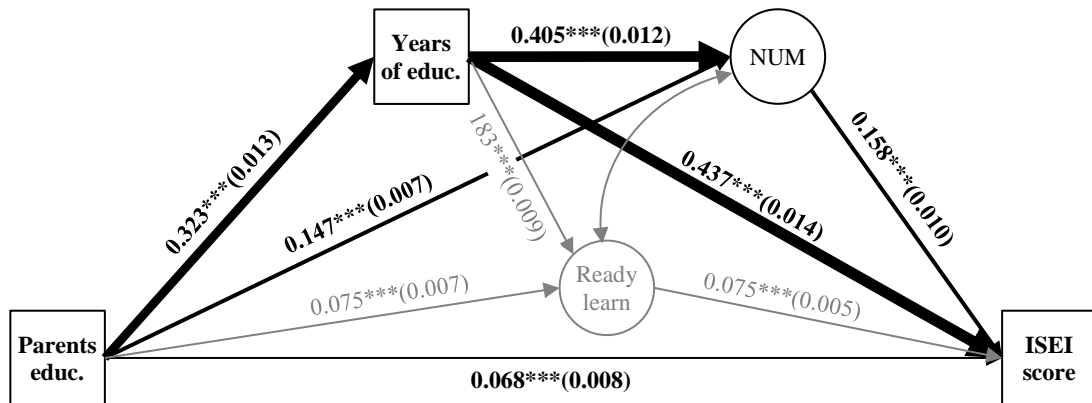 0.405***(0.012)
Years
of educ.
NUM
183***(0.009)
0.158***(0.010)
0.323***(0.013)
0.437***(0.014)
0.147***(0.007)
Ready
learn
0.075***(0.007)
0.075***(0.005)
Parents
educ.
ISEI
score
0.068***(0.008)